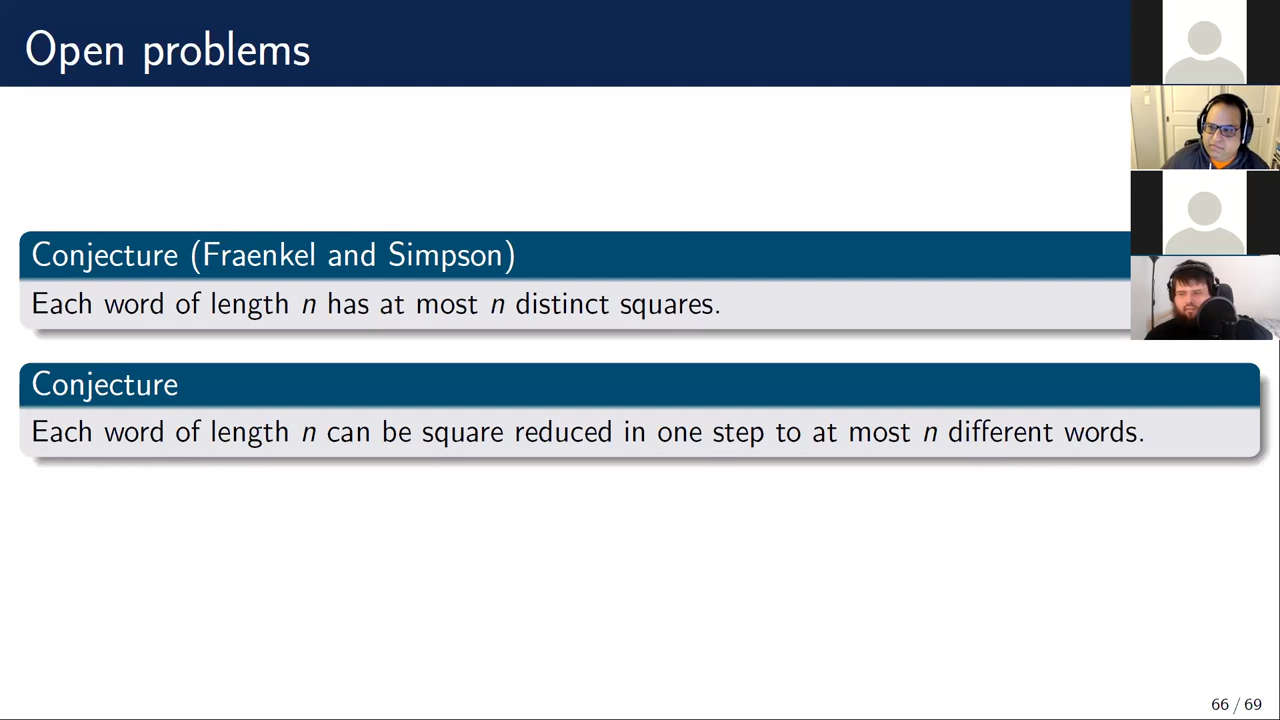 Open problems
Conjecture (Fraenkel and Simpson)
Each word of length n has at most n distinct squares.
Conjecture
Each word of length n can be square reduced in one step to at most n different words.
66 / 69